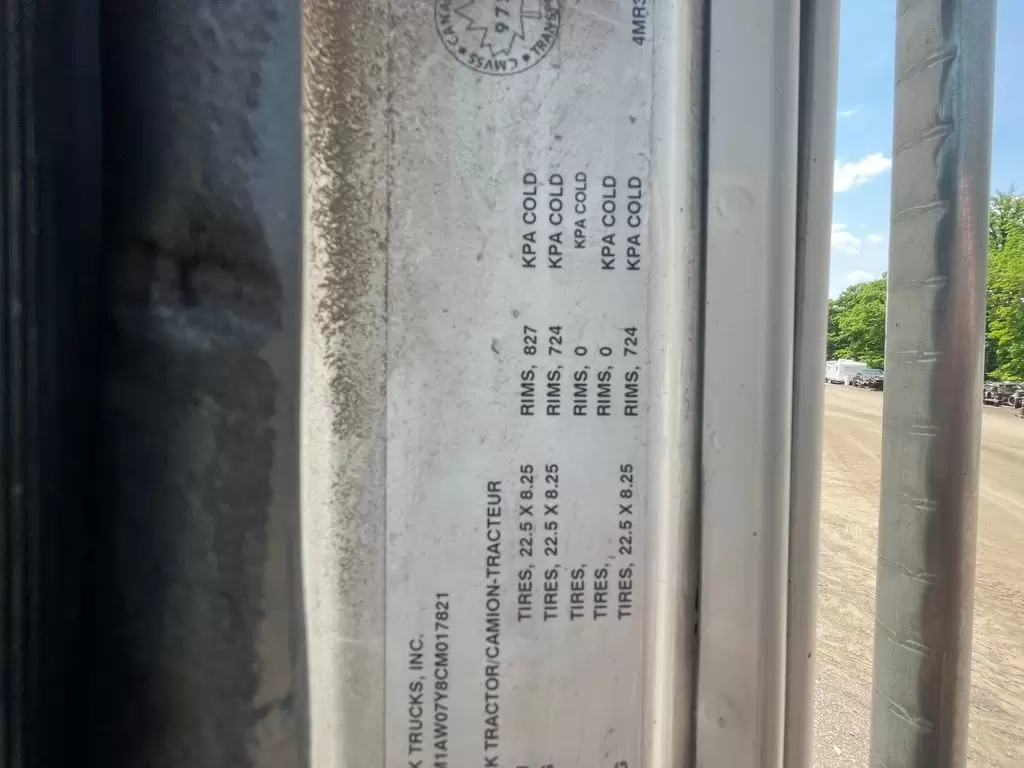 K TRUCKS, INC.
M1AW07Y8CM017821
K TRACTOR/CAMION-TRACTEUR
TIRES, 22.5 X 8.25 RIMS, 827 KPA COLD
TIRES, 22.5 X 8.25 RIMS, 724 KPA COLD
TIRES, RIMS, 0 KPA COLD
TIRES, RIMS, 0 KPA COLD
G TIRES, 22.5 X 8.25 RIMS, 724 KPA COLD
CMVSS
4MR3